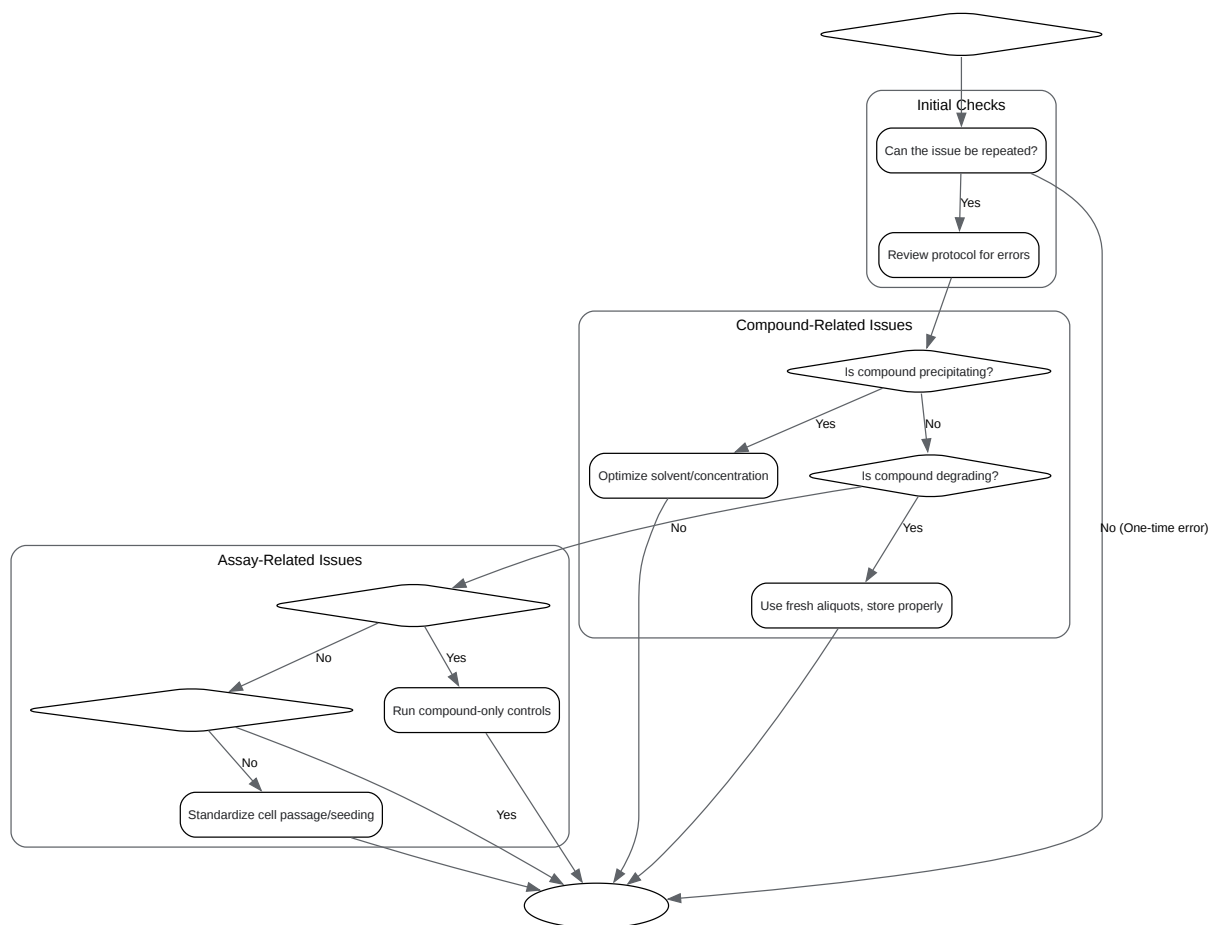 Initial Checks
Can the issue be repeated?
Yes
Review protocol for errors
Compound-Related Issues
Is compound precipitating?
Yes
No
Optimize solvent/concentration
Is compound degrading?
No
Yes
No (One-time error)
Assay-Related Issues
Use fresh aliquots, store properly
No
Yes
Run compound-only controls
No
Standardize cell passage/seeding
Yes